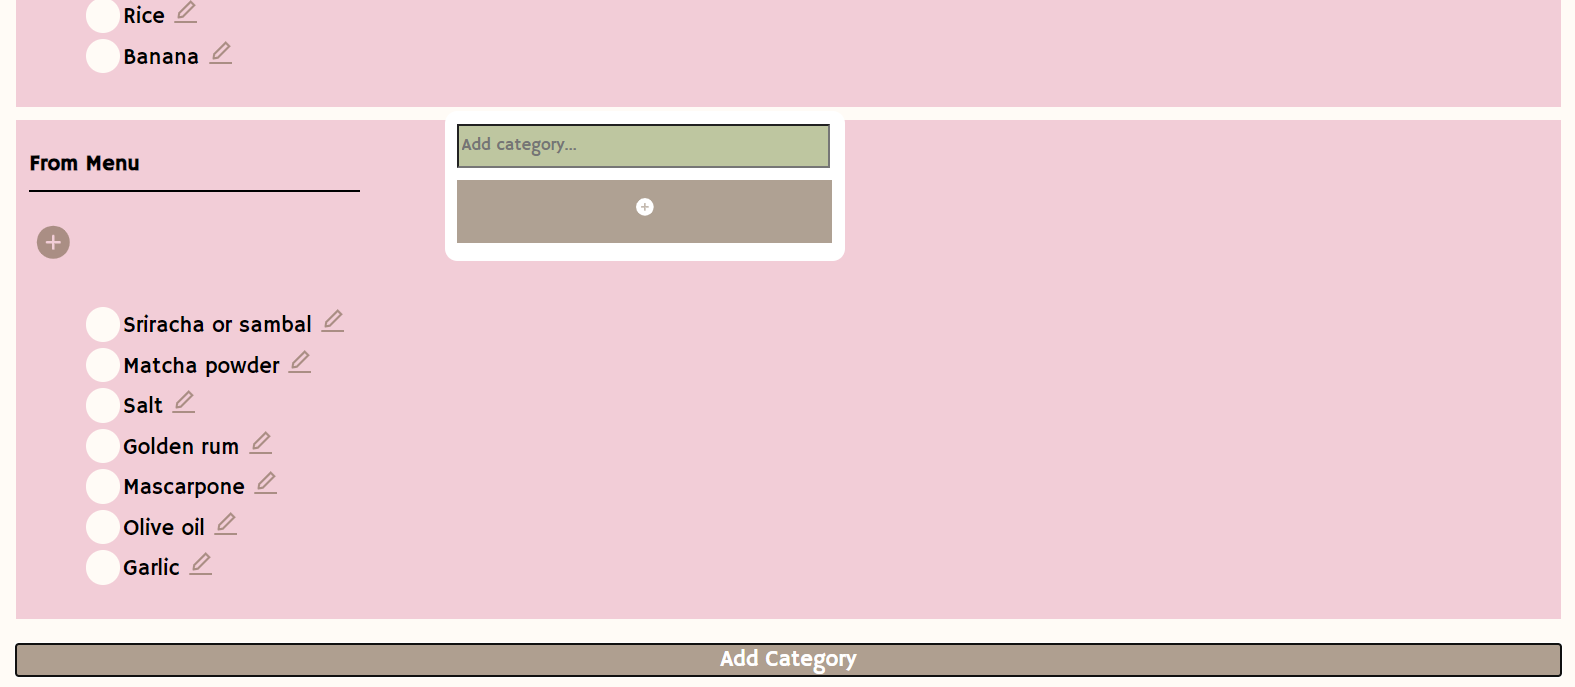 Rice
Banana
From Menu
Add category...
Sriracha or sambal
Matcha powder
Salt
Golden rum
Mascarpone
Olive oil
Garlic
Add Category